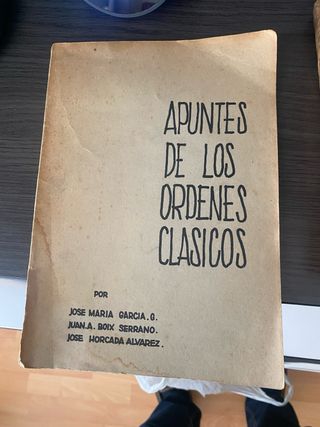 APUNTES
DE LOS
ORDENES
CLASICOS
POR
JOSE MARIA GARCIA.G.
JUAN.A. BOIX SERRANO.
JOSE HORCADA ALVAREZ.